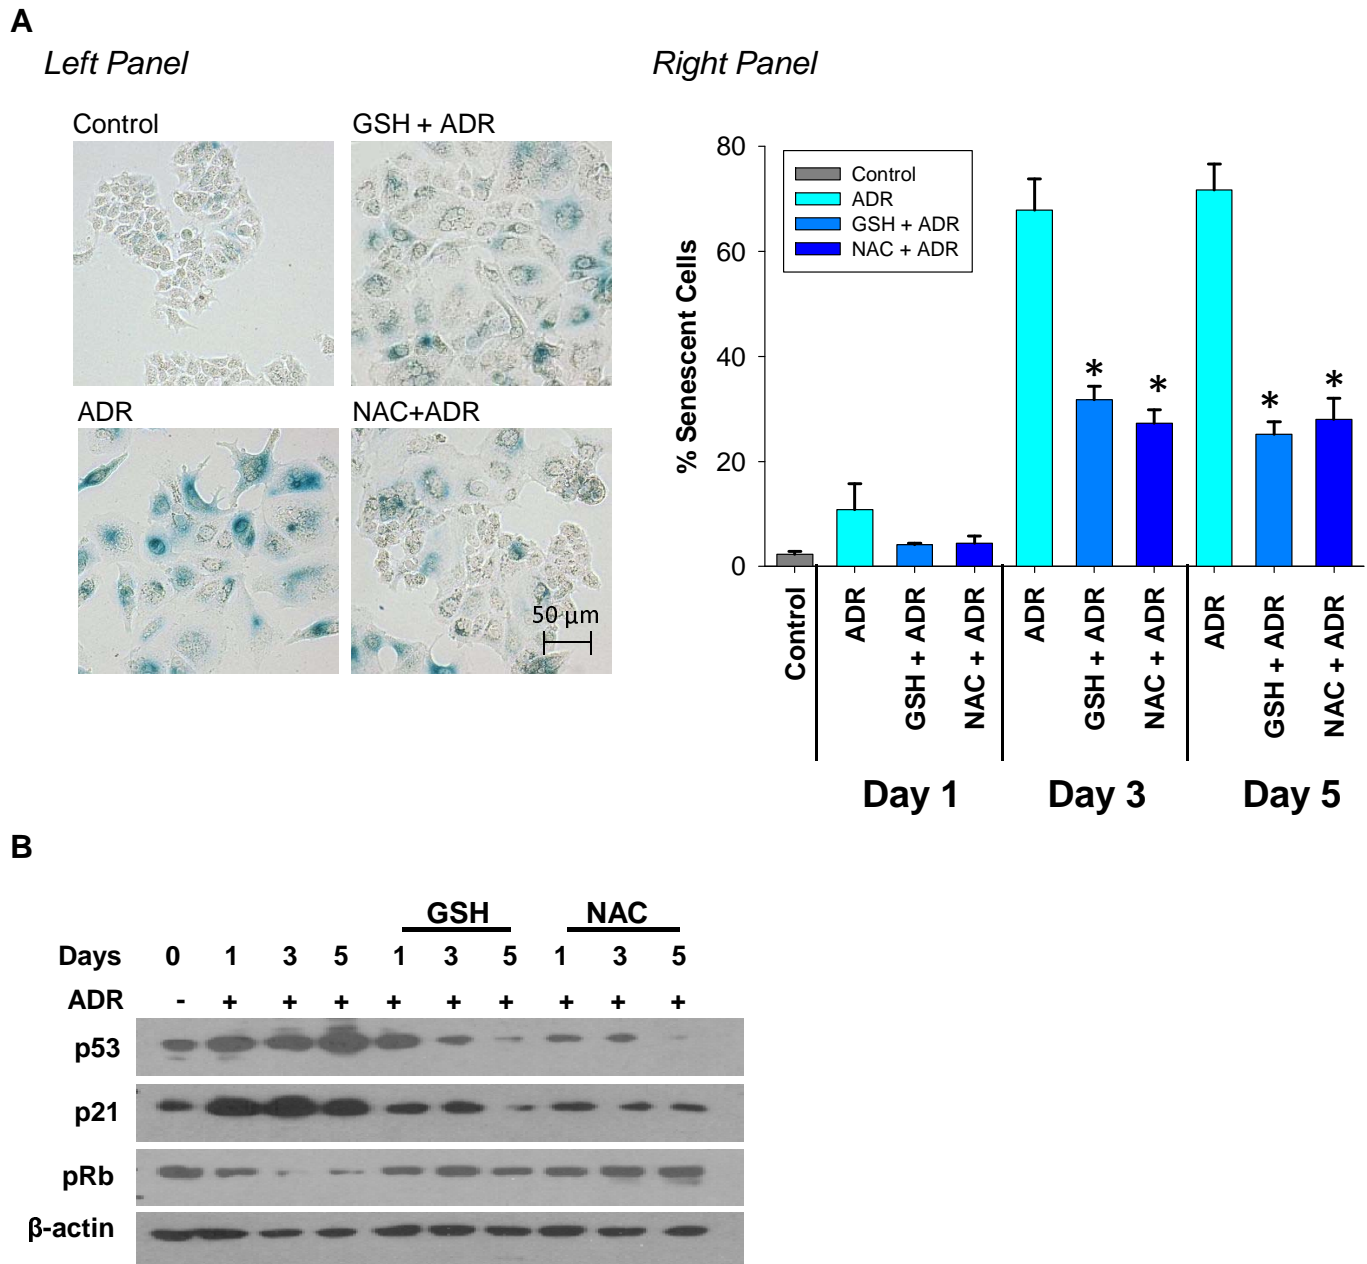 A
Left Panel
Right Panel
Control
GSH + ADR
ADR
NAC+ADR
50 µm
80
60
40
20
0
% Senescent Cells
Control
ADR
GSH + ADR
NAC + ADR
*
*
*
*
Control
ADR
GSH + ADR
NAC + ADR
ADR
GSH + ADR
NAC + ADR
ADR
GSH + ADR
NAC + ADR
Day 1
Day 3
Day 5
B
GSH
NAC
Days 0 1 3 5 1 3 5 1 3 5
ADR - + + + + + + + + +
p53
p21
pRb
β-actin